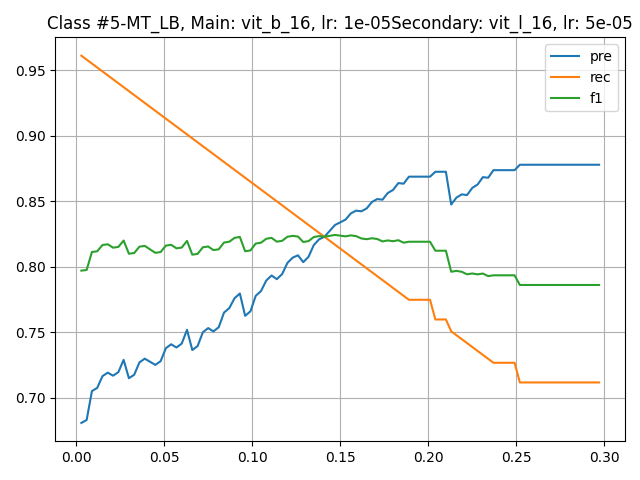 Class #5-MT_LB, Main: vit_b_16, lr: 1e-05Secondary: vit_l_16, lr: 5e-05
pre
rec
f1
0.95
0.90
0.85
0.80
0.75
0.70
0.00 0.05 0.10 0.15 0.20 0.25 0.30